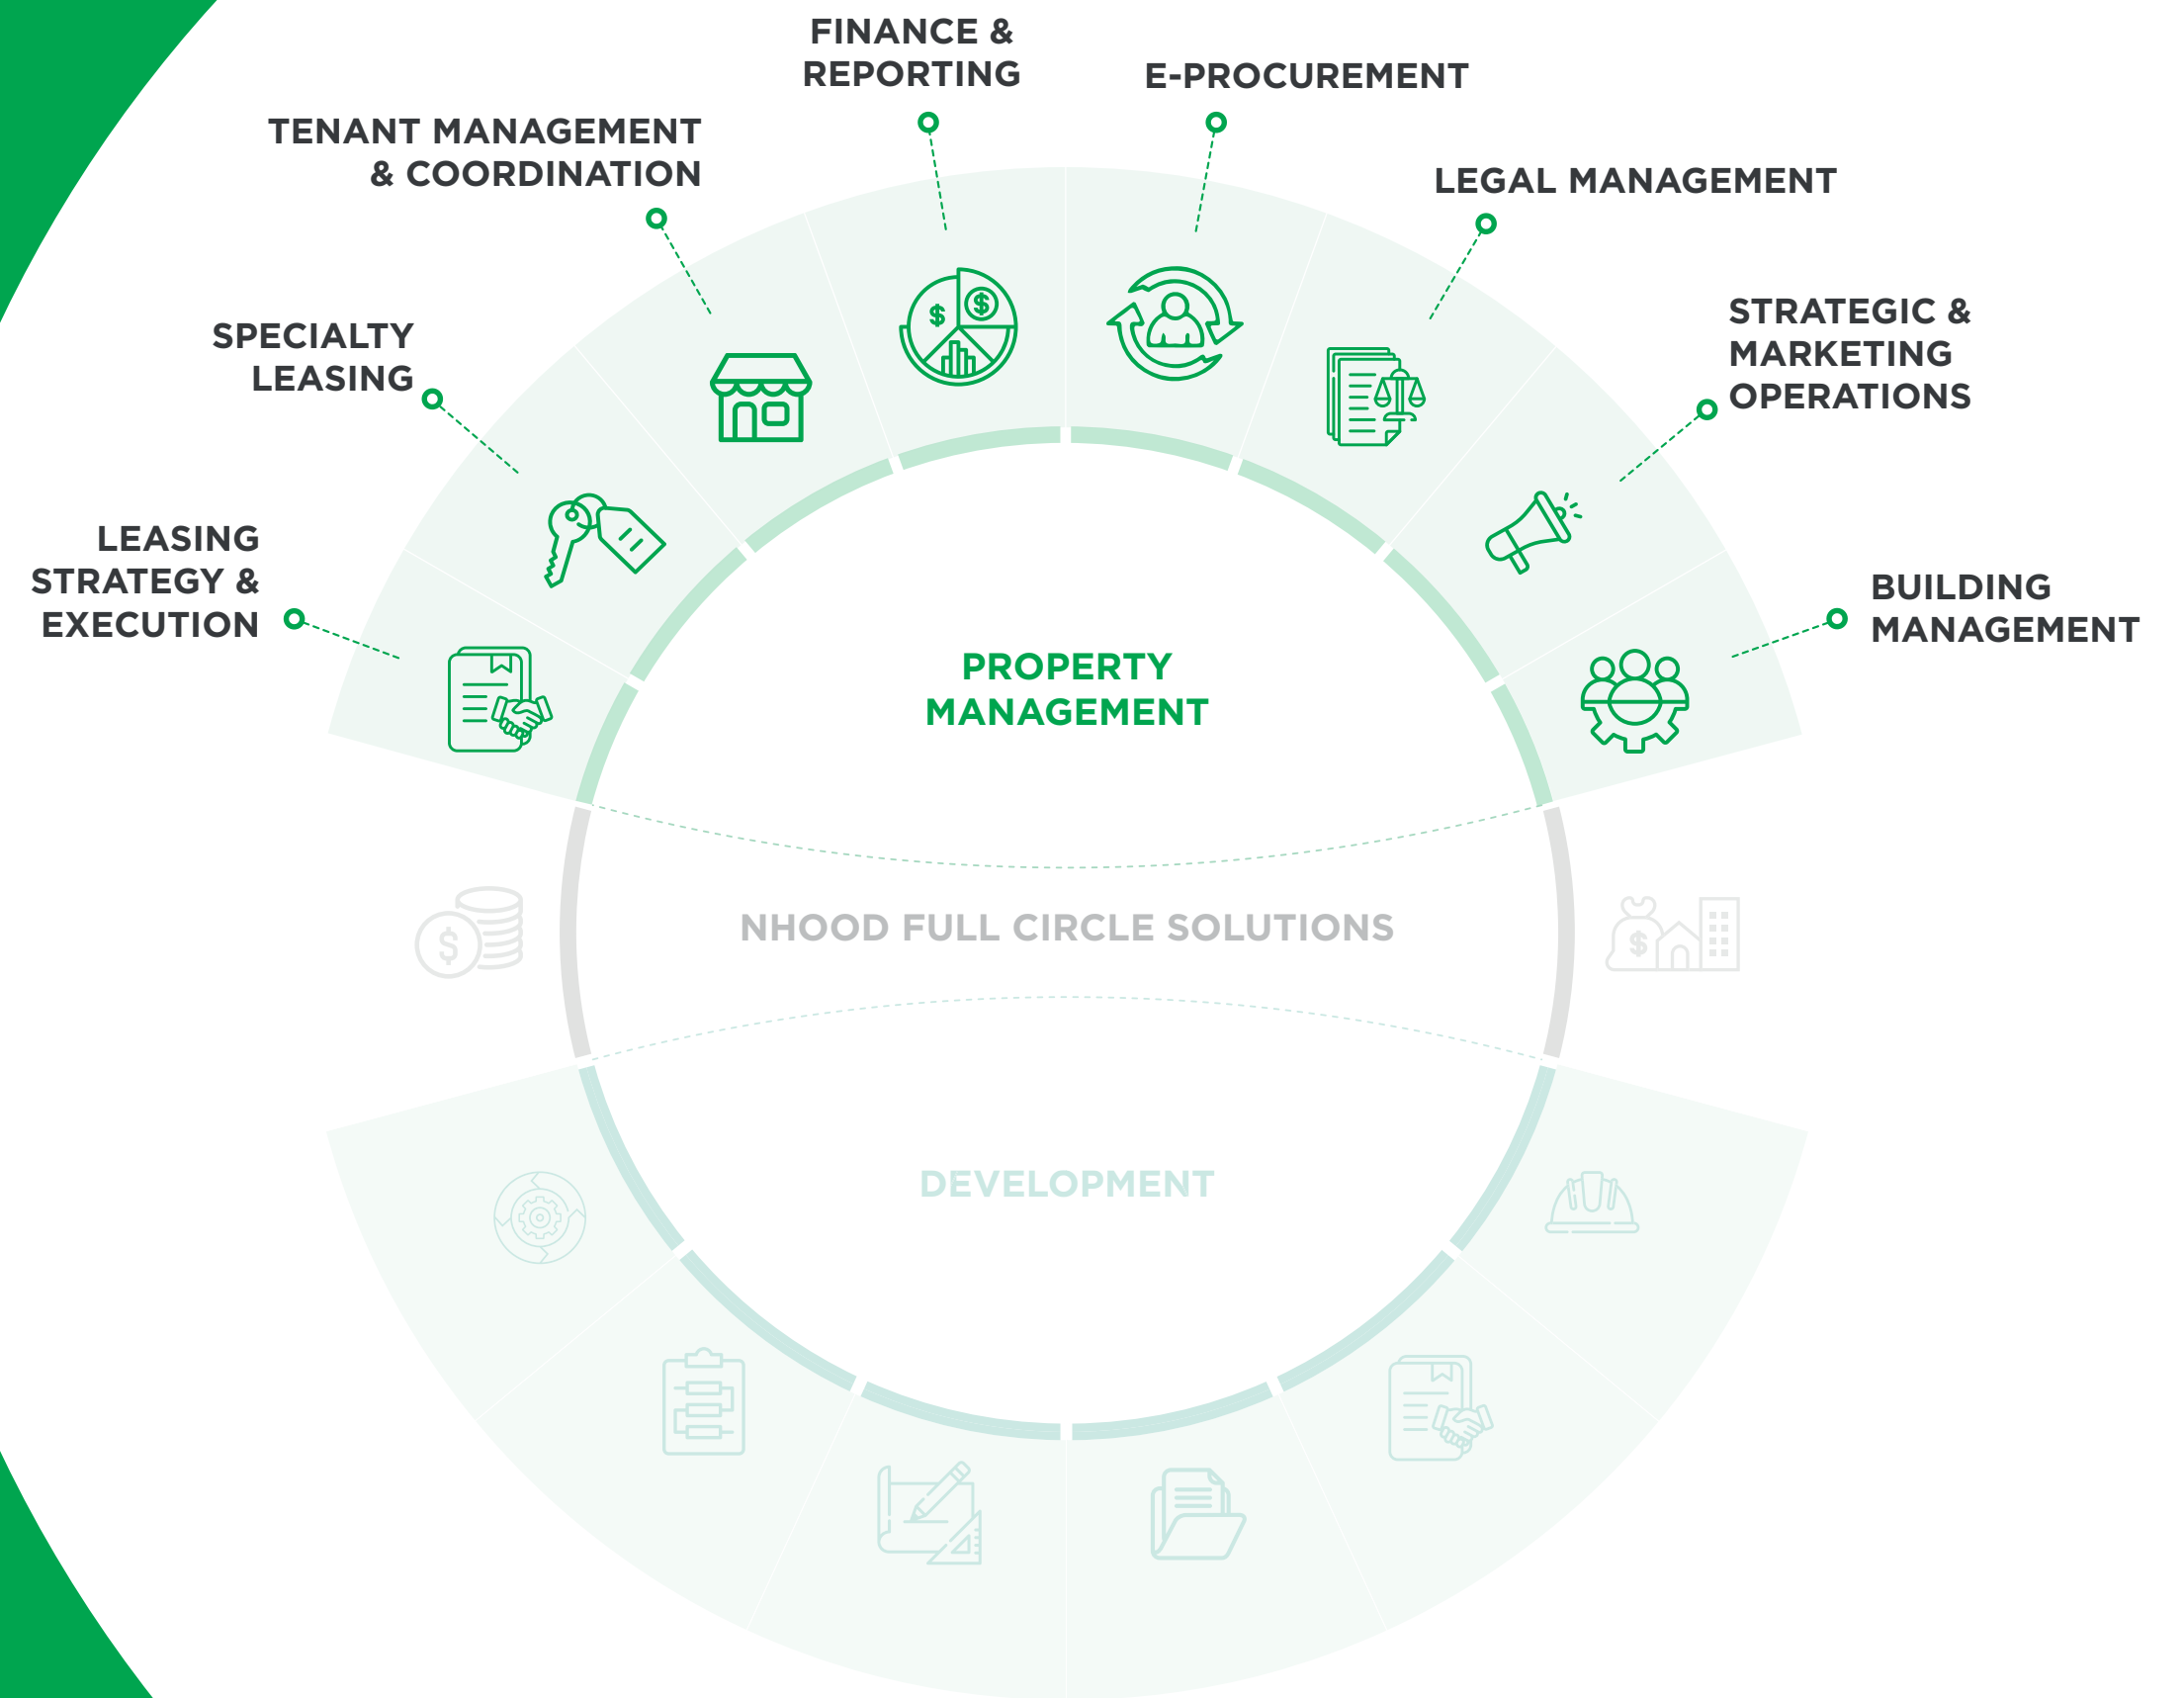 FINANCE &
REPORTING
E-PROCUREMENT
TENANT MANAGEMENT
& COORDINATION
LEGAL MANAGEMENT
SPECIALTY
LEASING
STRATEGIC &
MARKETING
OPERATIONS
LEASING
STRATEGY &
EXECUTION
BUILDING
MANAGEMENT
$
$
PROPERTY
MANAGEMENT
NHOOD FULL CIRCLE SOLUTIONS
$
$
DEVELOPMENT